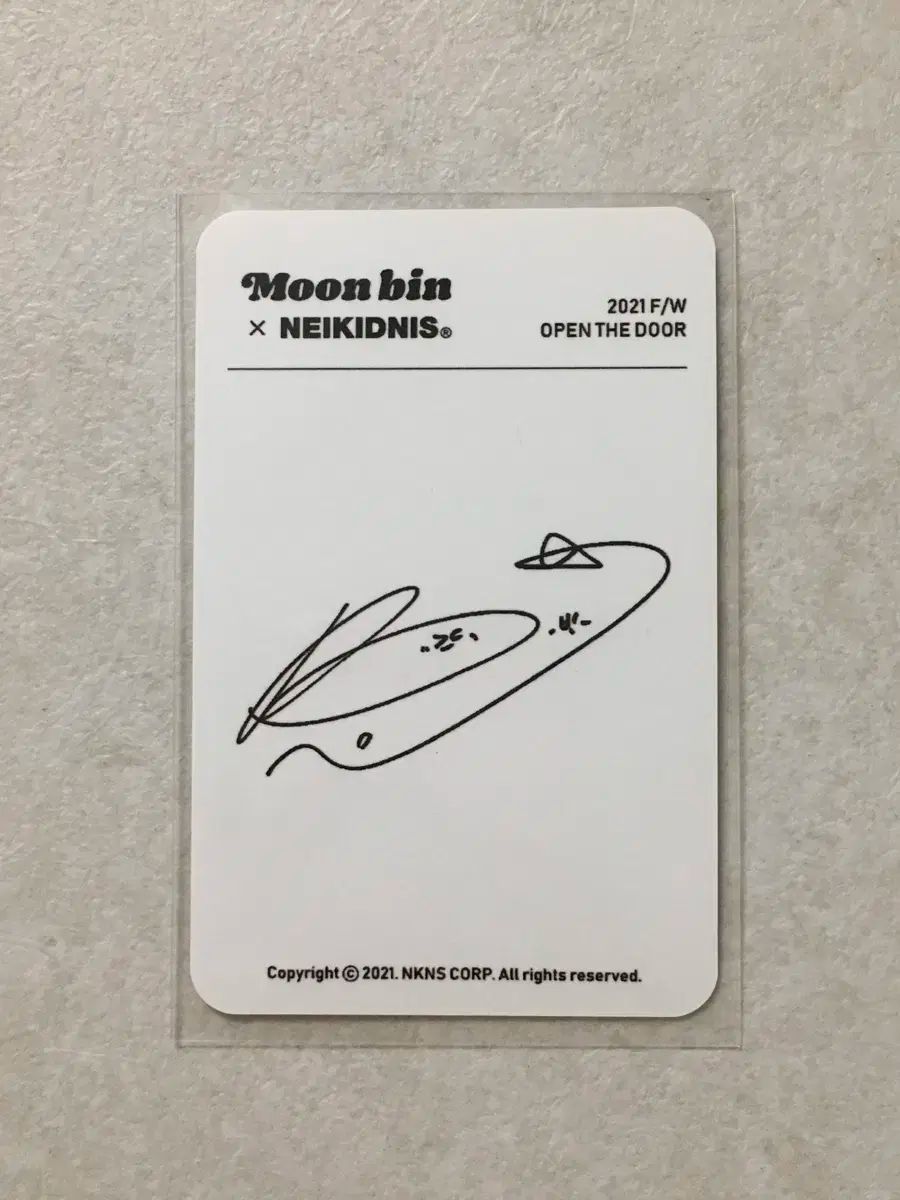 Moon bin
× NEIKIDNIS®
2021 F/W
OPEN THE DOOR
Copyright ⓒ 2021. NKNS CORP. All rights reserved.